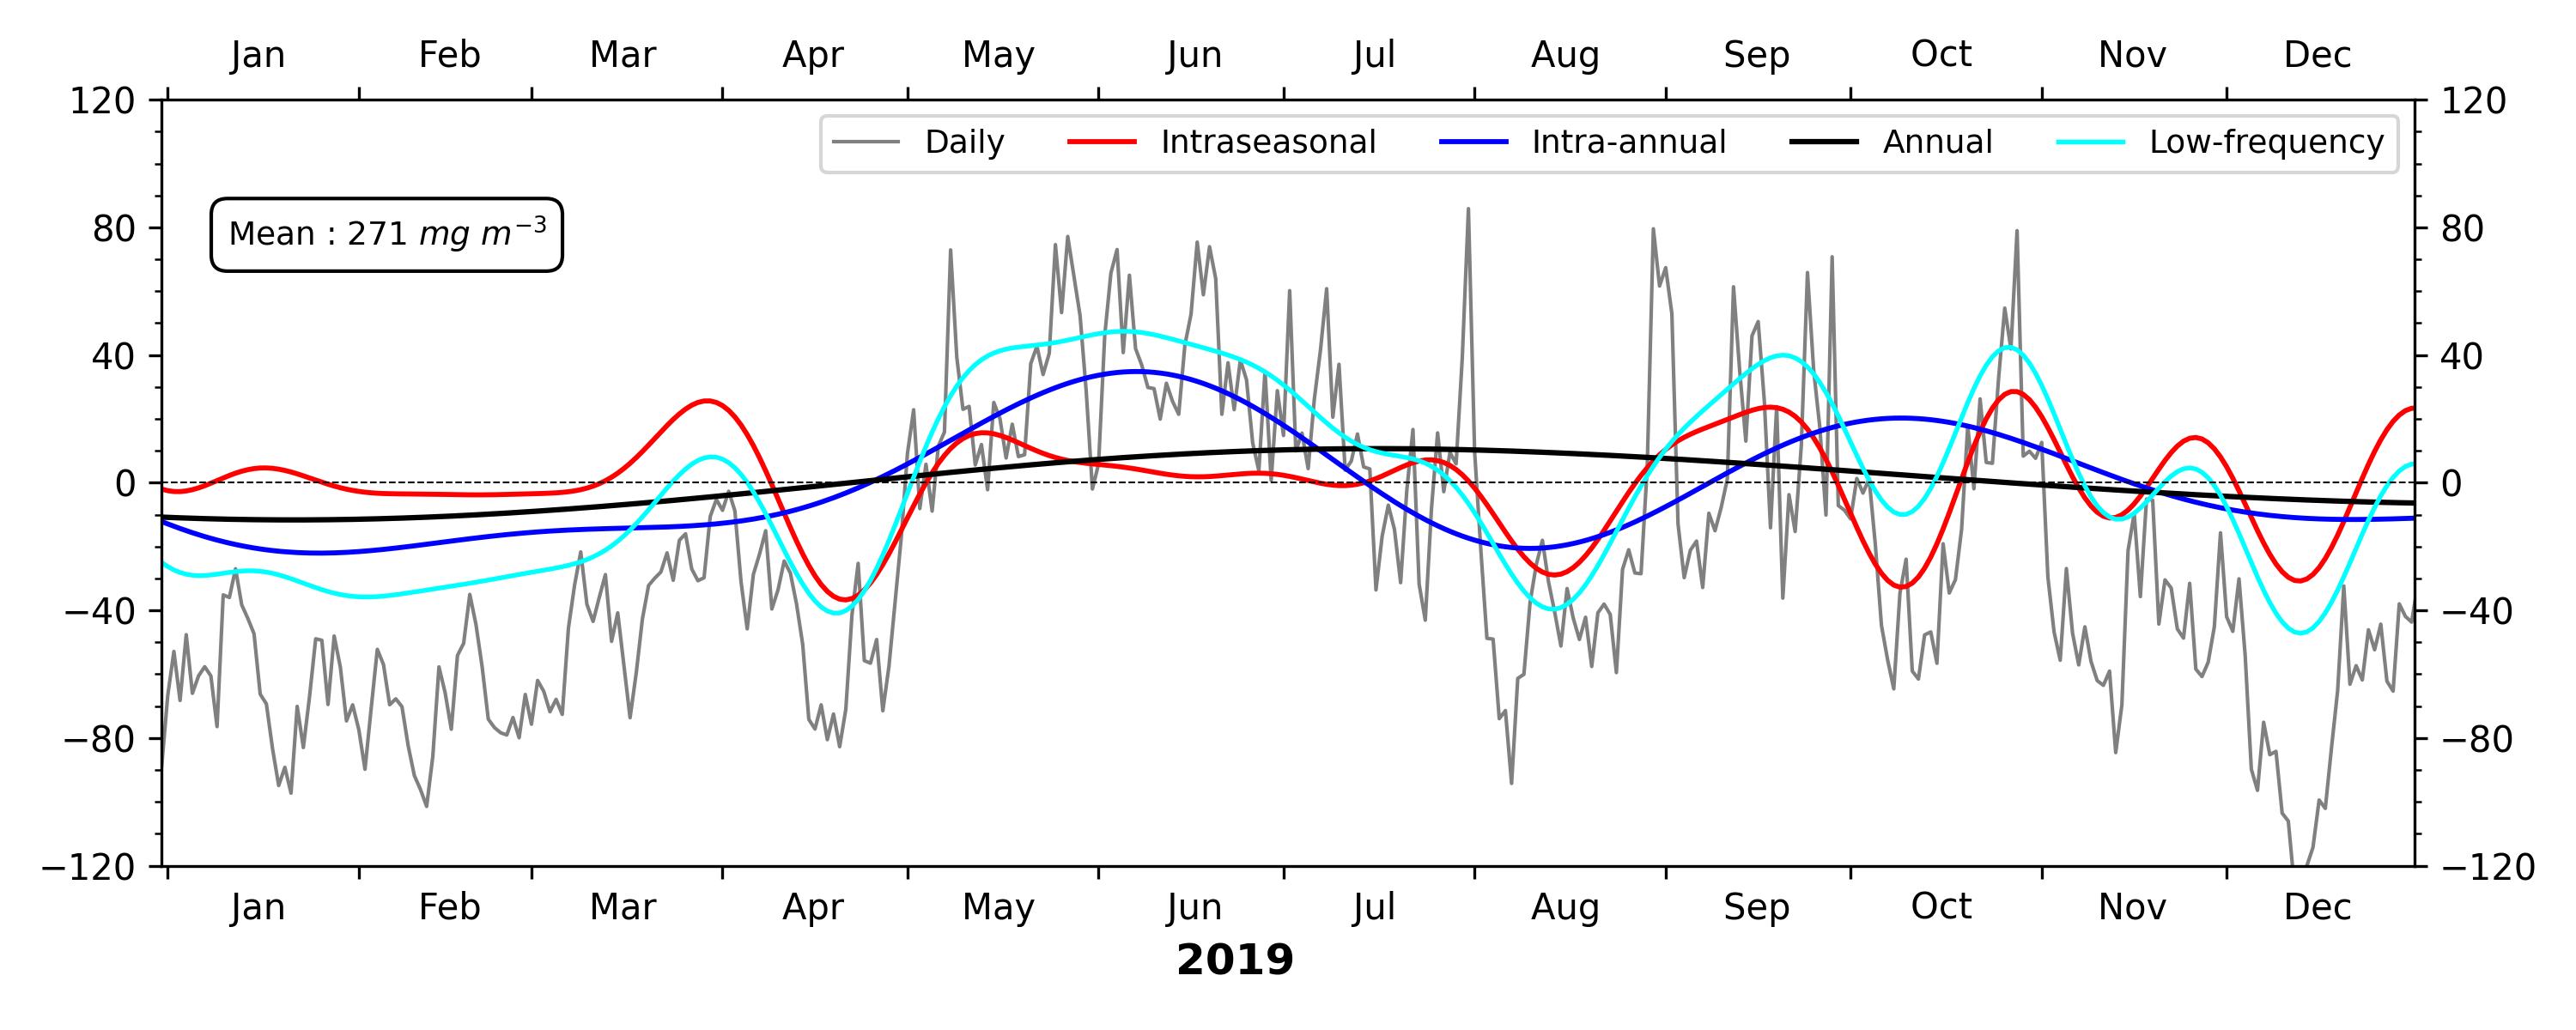 Jan Feb Mar Apr May Jun Jul Aug Sep Oct Nov Dec
120 120
Daily Intraseasonal Intra-annual Annual Low-frequency
80 80
Mean : 271 mg m⁻³
40 40
0 0
−40 −40
−80 −80
−120 −120
Jan Feb Mar Apr May Jun Jul Aug Sep Oct Nov Dec
2019